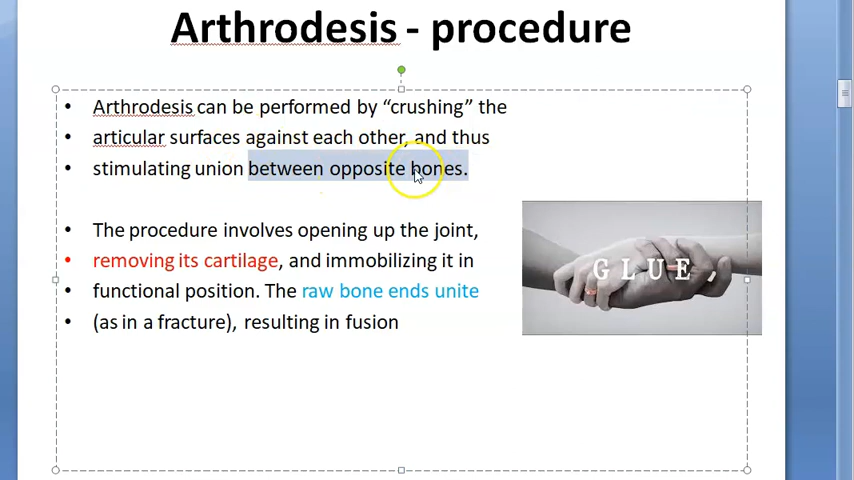 Arthrodesis - procedure
• Arthrodesis can be performed by “crushing” the
• articular surfaces against each other, and thus
• stimulating union between opposite bones.
• The procedure involves opening up the joint,
• removing its cartilage, and immobilizing it in
• functional position. The raw bone ends unite
• (as in a fracture), resulting in fusion
GLUE,